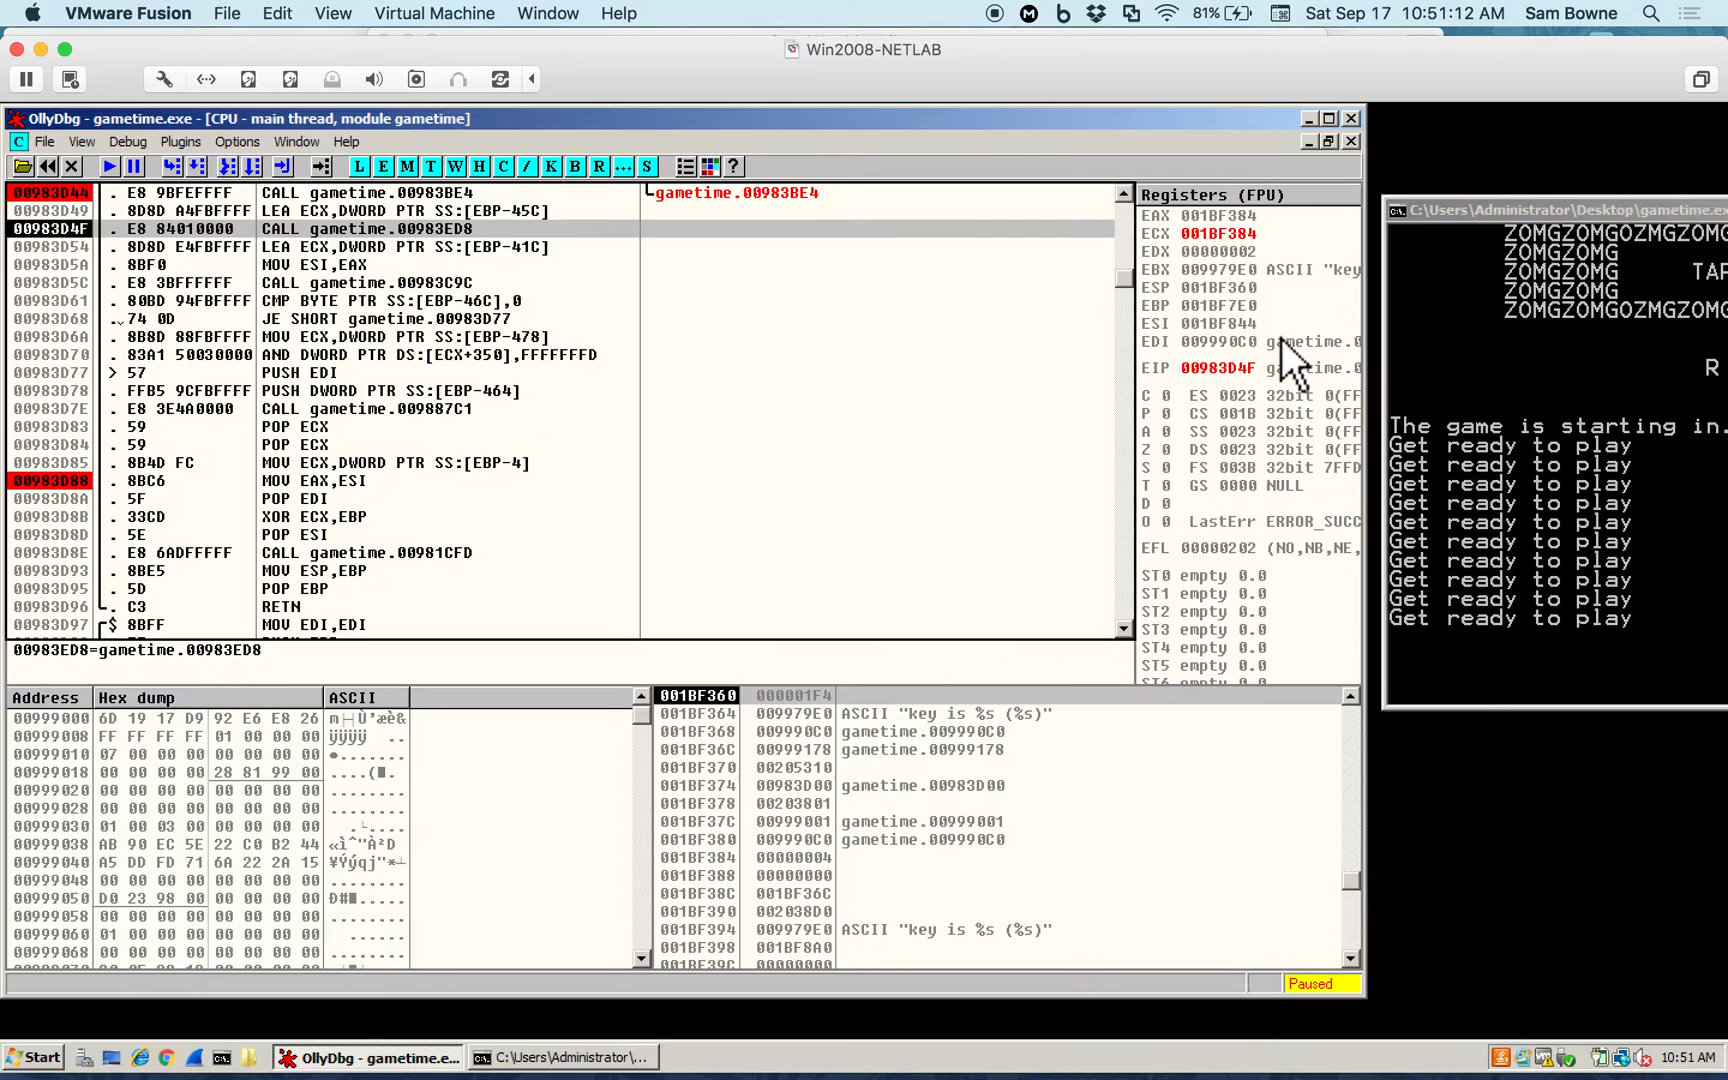 VMware Fusion File Edit View Virtual Machine Window Help 81% Sat Sep 17 10:51:12 AM Sam Bowne
Win2008-NETLAB
OllyDbg - gametime.exe - [CPU - main thread, module gametime]
C File View Debug Plugins Options Window Help
L E M T W H C / K B R ... S ?
00983D44 . E8 9BFEFFFF CALL gametime.00983BE4 gametime.00983BE4
00983D49 . 8D8D A4FBFFFF LEA ECX,DWORD PTR SS:[EBP-45C]
00983D4F . E8 84010000 CALL gametime.00983ED8
00983D54 . 8D8D E4FBFFFF LEA ECX,DWORD PTR SS:[EBP-41C]
00983D5A . 8BF0 MOV ESI,EAX
00983D5C . E8 3BFFFFFF CALL gametime.00983C9C
00983D61 . 80BD 94FBFFFF CMP BYTE PTR SS:[EBP-46C],0
00983D68 . 74 0D JE SHORT gametime.00983D77
00983D6A . 8B8D 88FBFFFF MOV ECX,DWORD PTR SS:[EBP-478]
00983D70 . 83A1 50030000 AND DWORD PTR DS:[ECX+350],FFFFFFFD
00983D77 > 57 PUSH EDI
00983D78 . FFB5 9CFBFFFF PUSH DWORD PTR SS:[EBP-464]
00983D7E . E8 3E4A0000 CALL gametime.009887C1
00983D83 . 59 POP ECX
00983D84 . 59 POP ECX
00983D85 . 8B4D FC MOV ECX,DWORD PTR SS:[EBP-4]
00983D88 . 8BC6 MOV EAX,ESI
00983D8A . 5F POP EDI
00983D8B . 33CD XOR ECX,EBP
00983D8D . 5E POP ESI
00983D8E . E8 6ADFFFFF CALL gametime.00981CFD
00983D93 . 8BE5 MOV ESP,EBP
00983D95 . 5D POP EBP
00983D96 . C3 RETN
00983D97 $ 8BFF MOV EDI,EDI
00983ED8=gametime.00983ED8
Registers (FPU)
EAX 001BF384
ECX 001BF384
EDX 00000002
EBX 009979E0 ASCII "key
ESP 001BF360
EBP 001BF7E0
ESI 001BF844
EDI 009990C0 gametime.0
EIP 00983D4F
C 0 ES 0023 32bit 0(FF
P 0 CS 001B 32bit 0(FF
A 0 SS 0023 32bit 0(FF
Z 0 DS 0023 32bit 0(FF
S 0 FS 003B 32bit 7FFD
T 0 GS 0000 NULL
D 0
O 0 LastErr ERROR_SUCC
EFL 00000202 (NO,NB,NE,
ST0 empty 0.0
ST1 empty 0.0
ST2 empty 0.0
ST3 empty 0.0
ST4 empty 0.0
ST5 empty 0.0
ST6 empty 0.0
Address Hex dump ASCII
00999000 6D 19 17 D9 92 E6 E8 26
00999008 FF FF FF FF 01 00 00 00 ÿÿÿÿ ..
00999010 07 00 00 00 00 00 00 00
00999018 00 00 00 00 28 81 99 00
00999020 00 00 00 00 00 00 00 00 ........
00999028 00 00 00 00 00 00 00 00 ........
00999030 01 00 03 00 00 00 00 00
00999038 AB 90 EC 5E 22 C0 B2 44
00999040 A5 DD FD 71 6A 22 2A 15
00999048 00 00 00 00 00 00 00 00 ........
00999050 D0 23 98 00 00 00 00 00
00999058 00 00 00 00 00 00 00 00 ........
00999060 01 00 00 00 00 00 00 00
00999068 00 00 00 00 00 00 00 00 ........
001BF360 000001F4
001BF364 009979E0 ASCII "key is %s (%s)"
001BF368 009990C0 gametime.009990C0
001BF36C 00999178 gametime.00999178
001BF370 00205310
001BF374 00983D00 gametime.00983D00
001BF378 00203801
001BF37C 00999001 gametime.00999001
001BF380 009990C0 gametime.009990C0
001BF384 00000004
001BF388 00000000
001BF38C 001BF36C
001BF390 002038D0
001BF394 009979E0 ASCII "key is %s (%s)"
001BF398 001BF8A0
001BF39C 00000000
Paused
C:\Users\Administrator\Desktop\gametime.ex
ZOMGZOMGOZMGZOMG
ZOMGZOMG
ZOMGZOMG TAP
ZOMGZOMG
ZOMGZOMGOZMGZOMG
R
The game is starting in.
Get ready to play
Get ready to play
Get ready to play
Get ready to play
Get ready to play
Get ready to play
Get ready to play
Get ready to play
Get ready to play
Get ready to play
Start OllyDbg - gametime.e... C:\Users\Administrator\... 10:51 AM